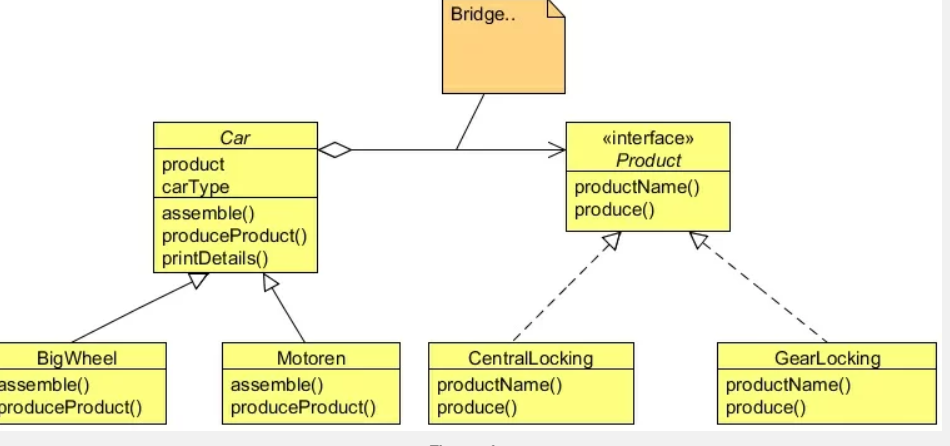 Bridge..
Car
product
carType
assemble()
produceProduct()
printDetails()
«interface»
Product
productName()
produce()
BigWheel
assemble()
produceProduct()
Motoren
assemble()
produceProduct()
CentralLocking
productName()
produce()
GearLocking
productName()
produce()